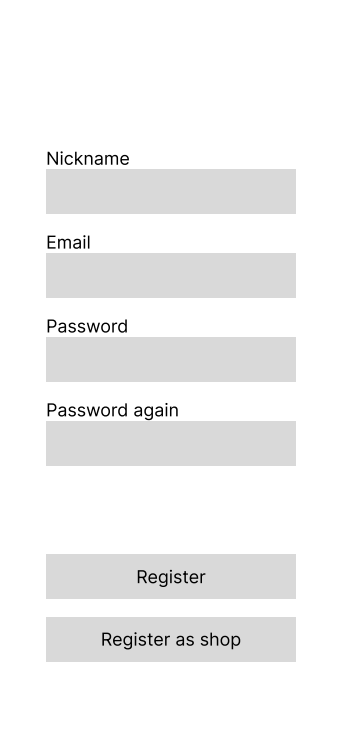 Nickname
Email
Password
Password again
Register
Register as shop